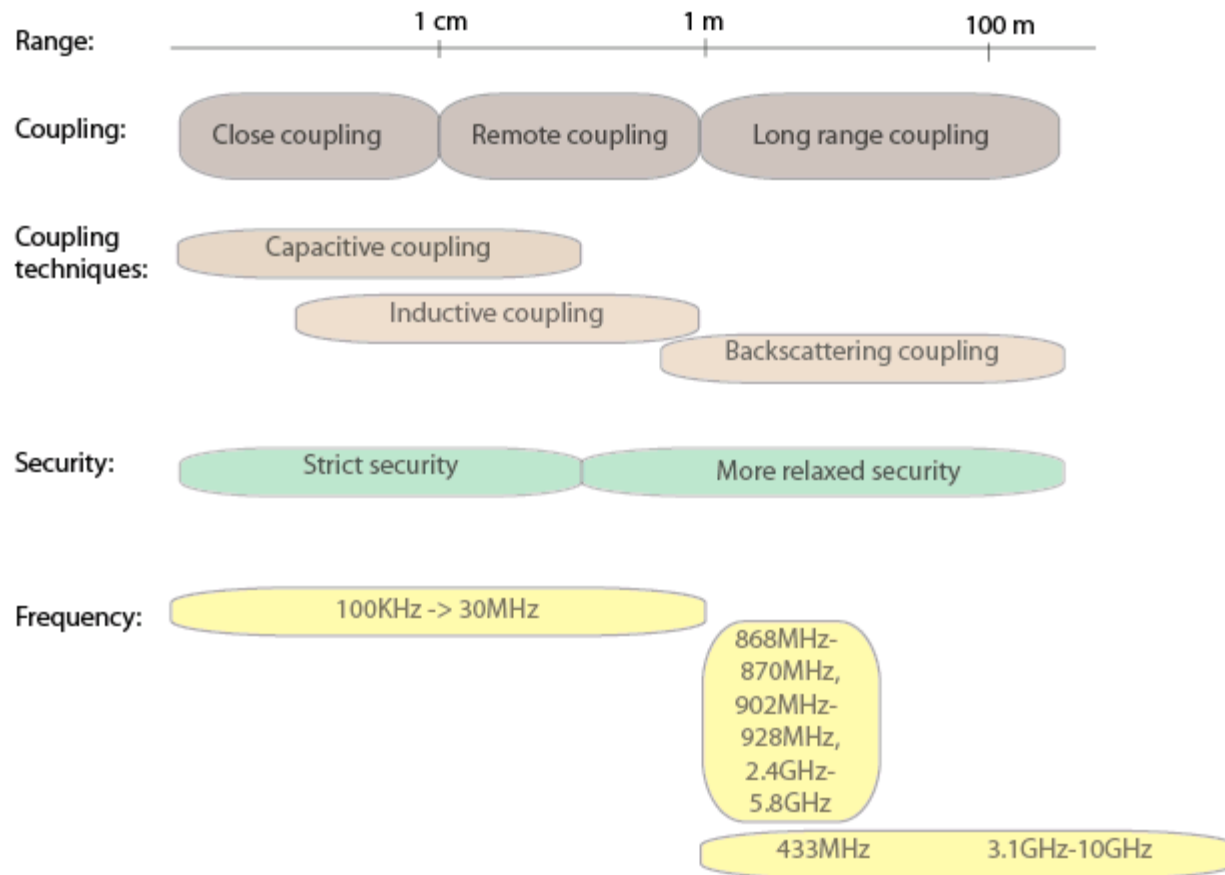 Range:
1 cm
1 m
100 m
Coupling:
Close coupling
Remote coupling
Long range coupling
Coupling
techniques:
Capacitive coupling
Inductive coupling
Backscattering coupling
Security:
Strict security
More relaxed security
Frequency:
100KHz -> 30MHz
868MHz-
870MHz,
902MHz-
928MHz,
2.4GHz-
5.8GHz
433MHz
3.1GHz-10GHz